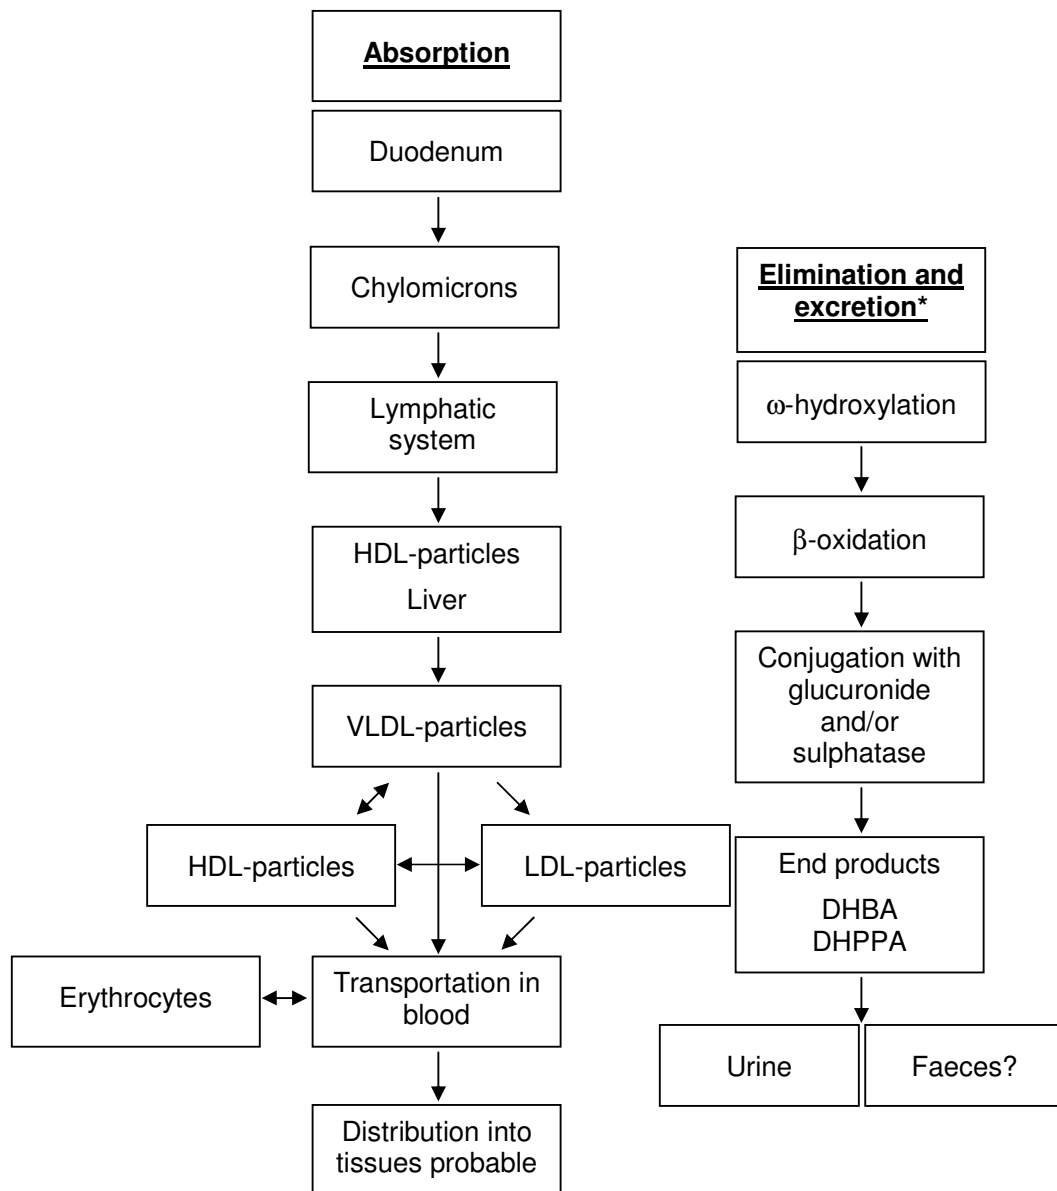 Absorption
Duodenum
Chylomicrons
Lymphatic
system
HDL-particles
Liver
VLDL-particles
HDL-particles
LDL-particles
Erythrocytes
Transportation in
blood
Distribution into
tissues probable
Elimination and
excretion*
ω-hydroxylation
β-oxidation
Conjugation with
glucuronide
and/or
sulphatase
End products
DHBA
DHPPA
Urine
Faeces?